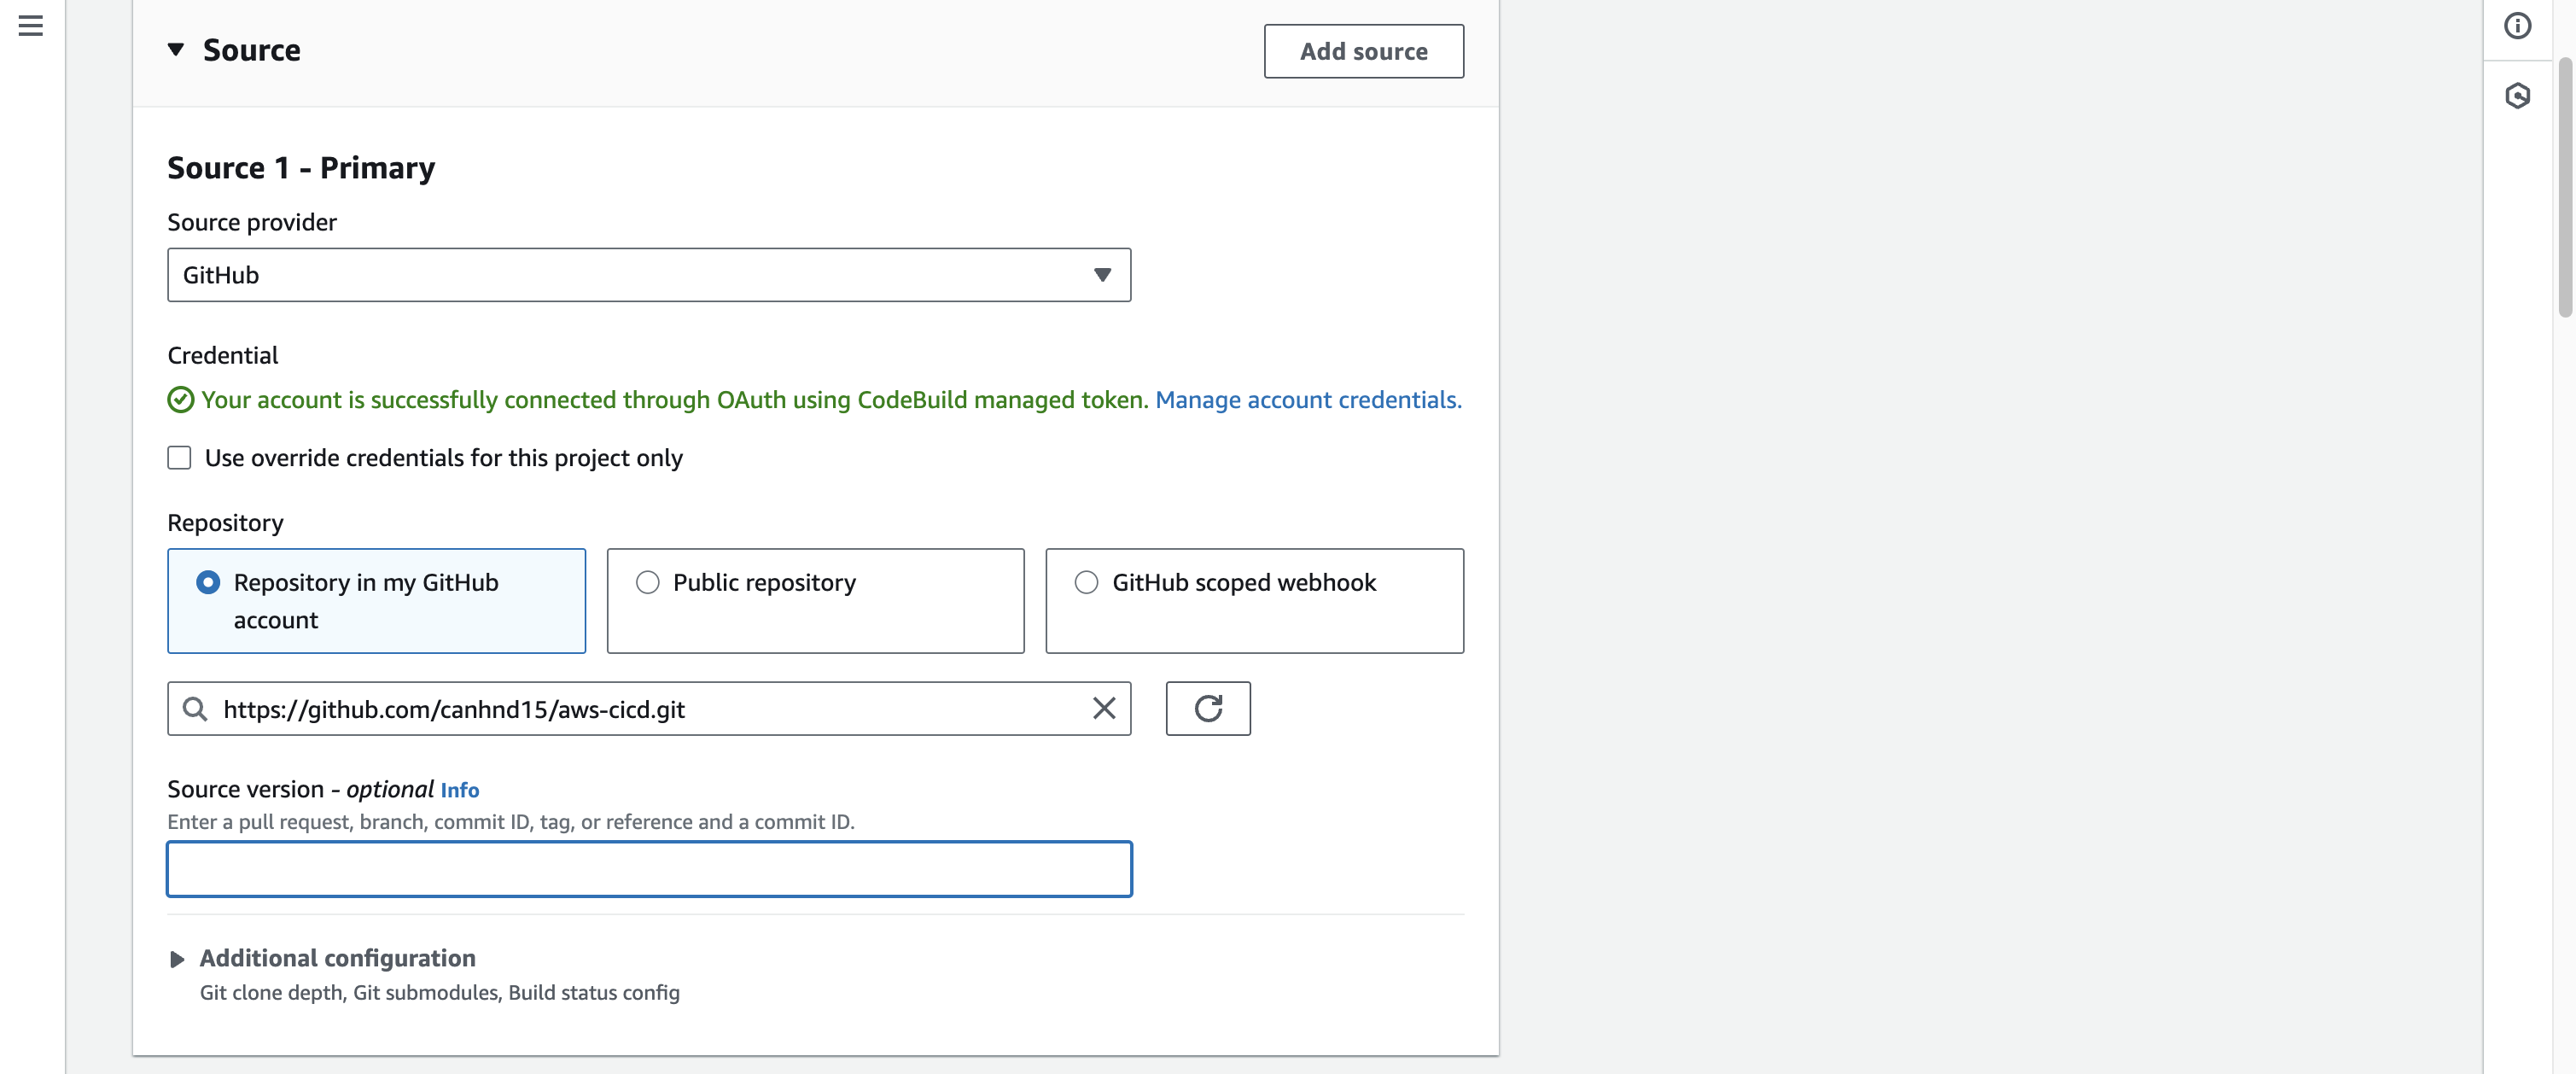 Source
Add source
Source 1 - Primary
Source provider
GitHub
Credential
Your account is successfully connected through OAuth using CodeBuild managed token. Manage account credentials.
Use override credentials for this project only
Repository
Repository in my GitHub
account
Public repository
GitHub scoped webhook
https://github.com/canhnd15/aws-cicd.git
Source version - optional Info
Enter a pull request, branch, commit ID, tag, or reference and a commit ID.
Additional configuration
Git clone depth, Git submodules, Build status config